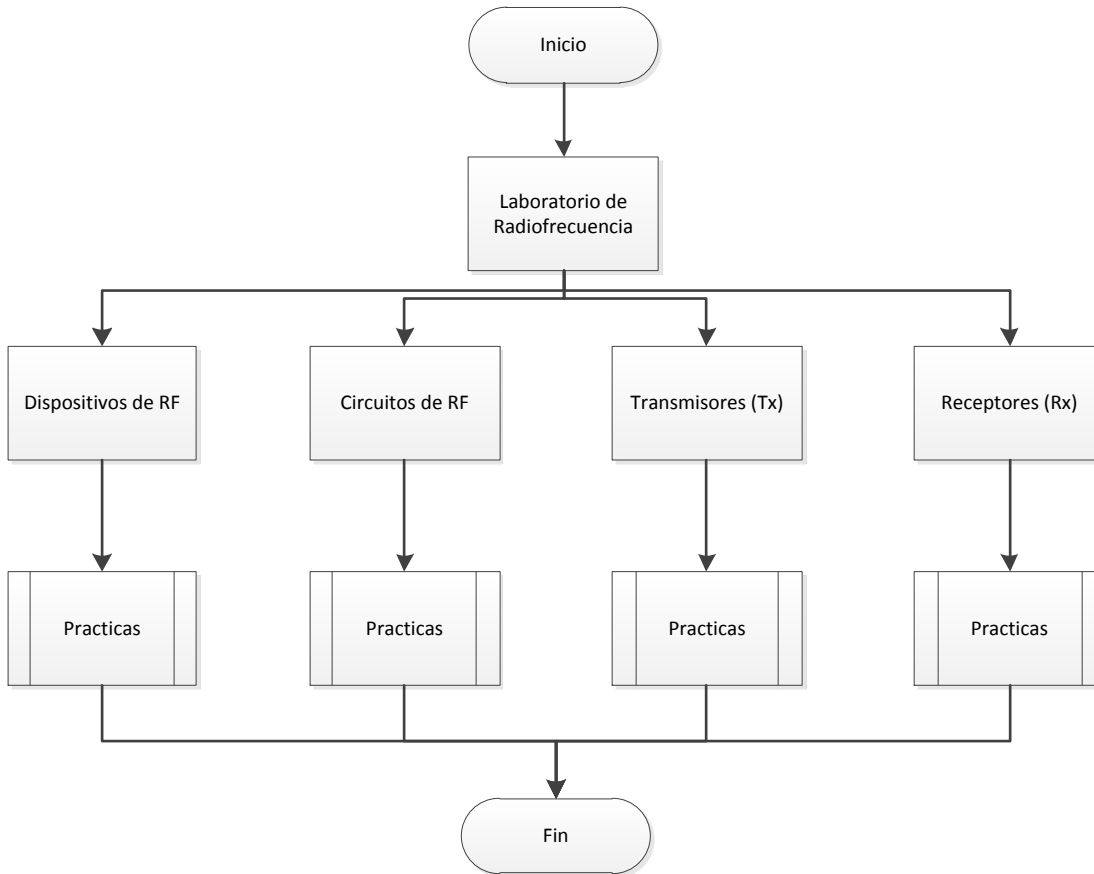 Inicio
Laboratorio de
Radiofrecuencia
Dispositivos de RF
Circuitos de RF
Transmisores (Tx)
Receptores (Rx)
Practicas
Practicas
Practicas
Practicas
Fin